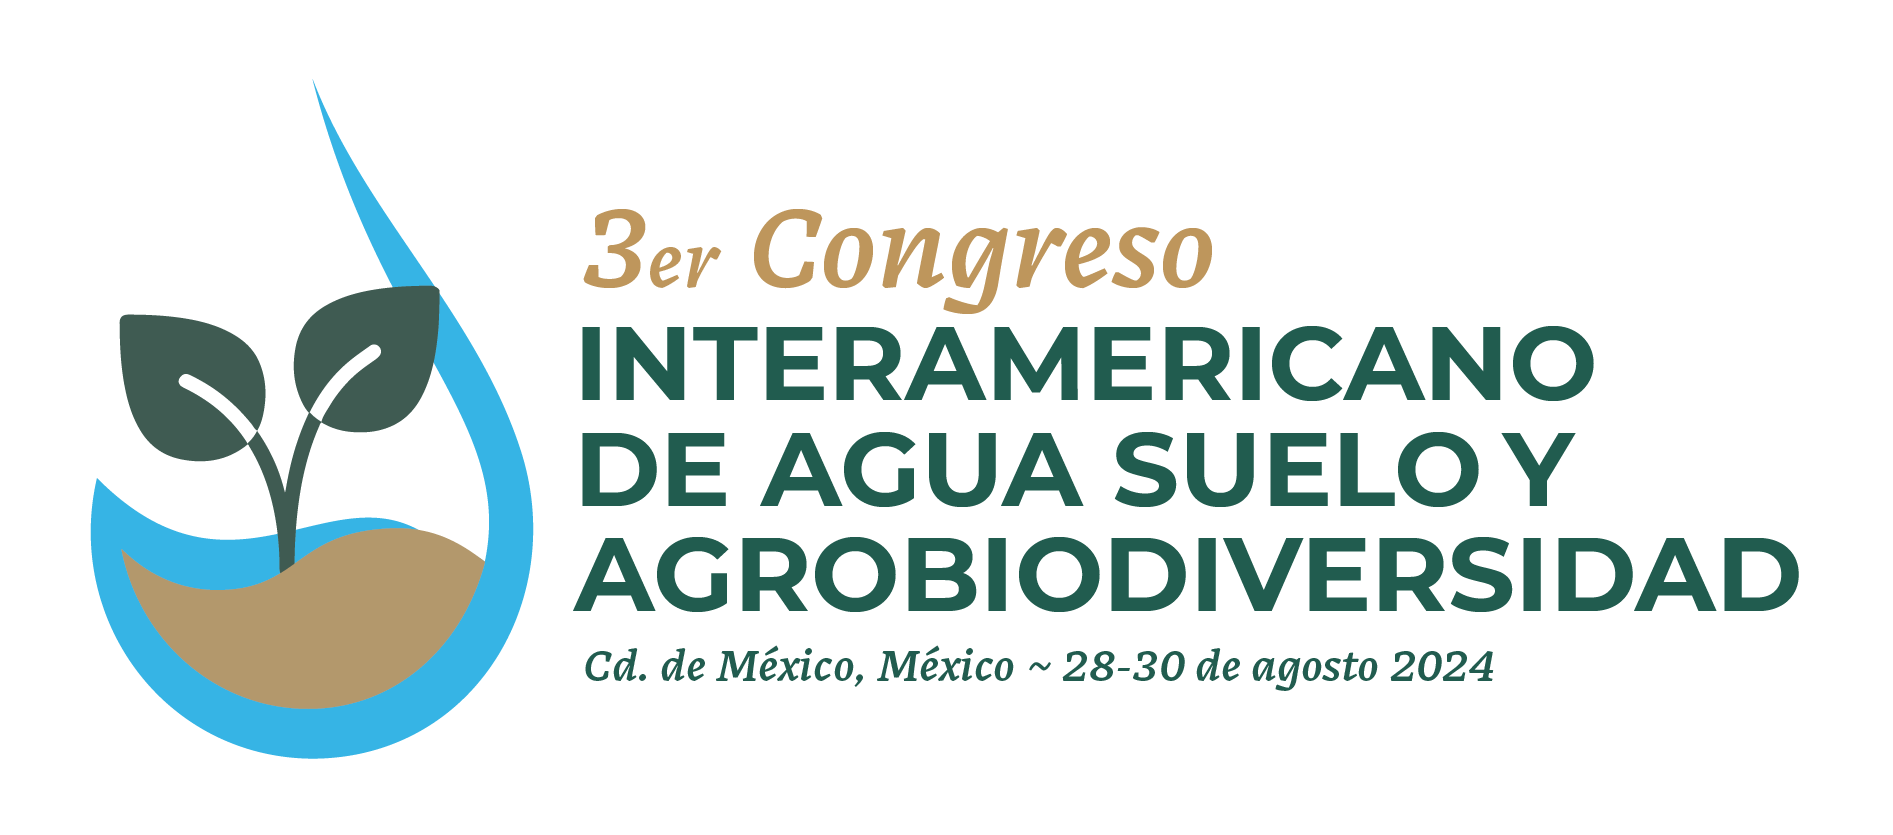 3er Congreso
INTERAMERICANO
DE AGUA SUELO Y
AGROBIODIVERSIDAD
Cd. de México, México ~ 28-30 de agosto 2024